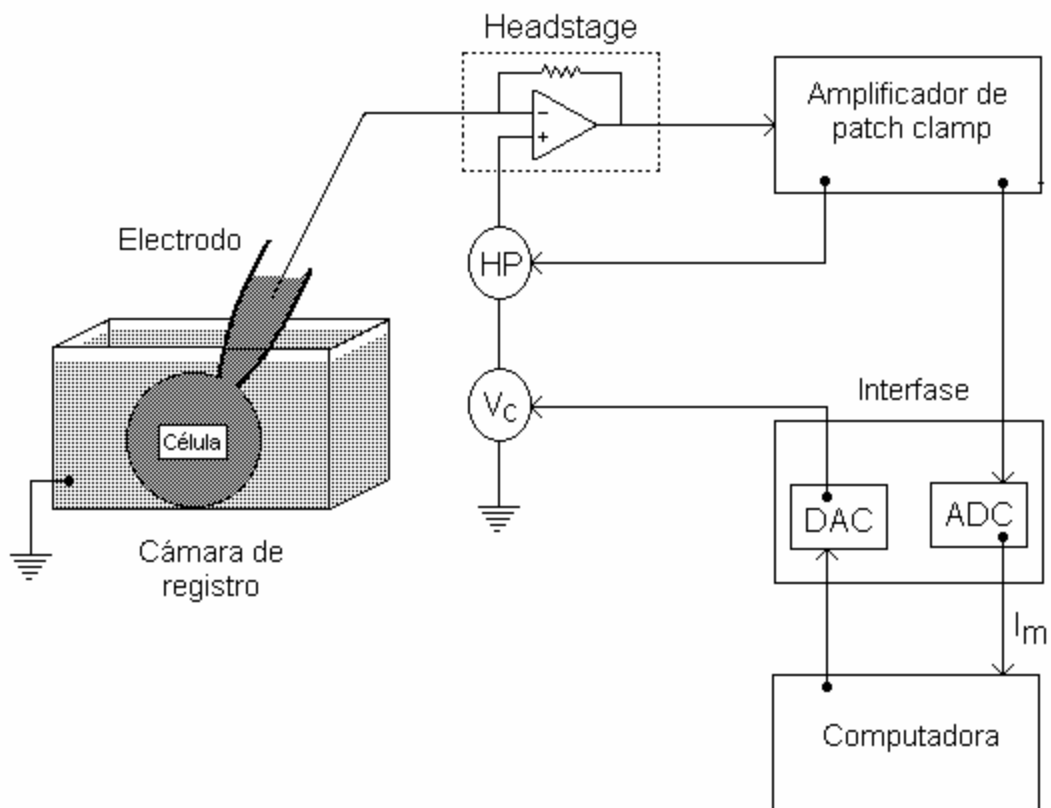 Headstage
Amplificador de
patch clamp
−
+
Electrodo
HP
Vc
Interfase
Célula
DAC
ADC
Cámara de
registro
Im
Computadora